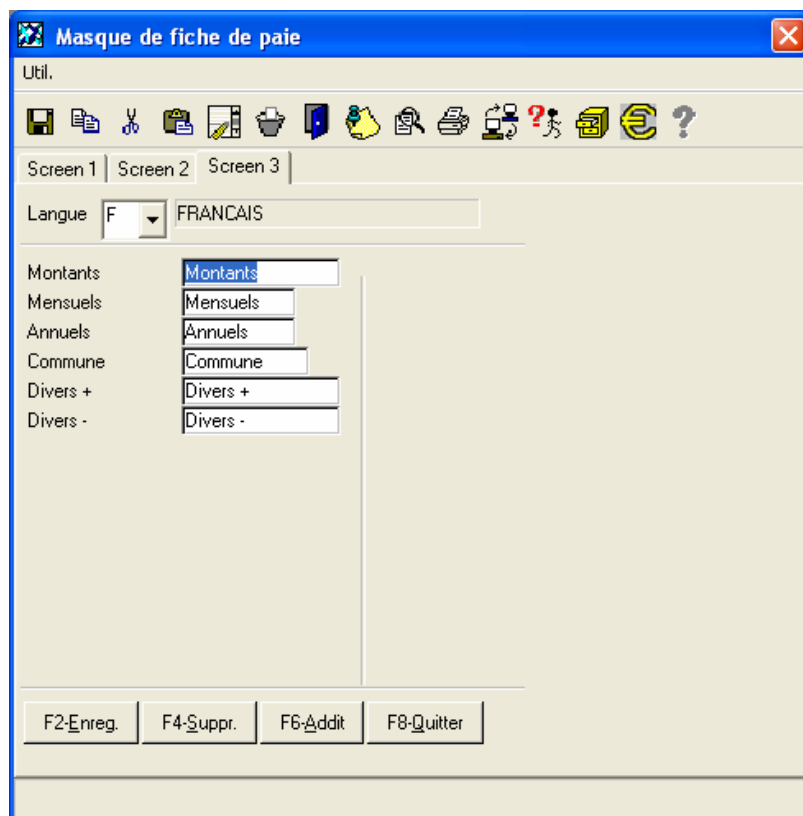 Masque de fiche de paie
Util.
Screen 1 Screen 2 Screen 3
Langue F FRANCAIS
Montants Montants
Mensuels Mensuels
Annuels Annuels
Commune Commune
Divers + Divers +
Divers - Divers -
F2-Enreg. F4-Suppr. F6-Addit F8-Quitter